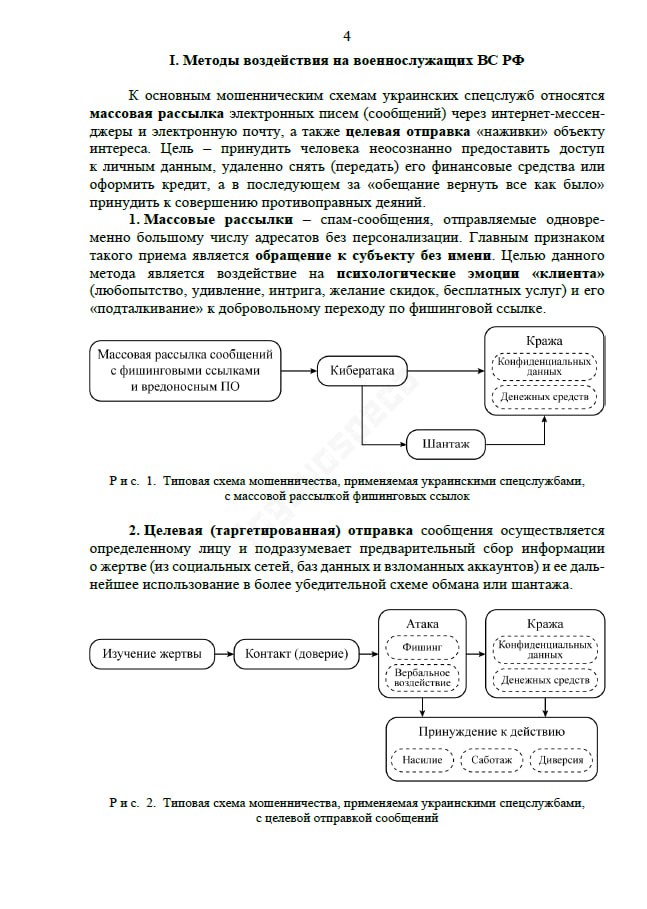 4
I. Методы воздействия на военнослужащих ВС РФ
К основным мошенническим схемам украинских спецслужб относятся
массовая рассылка электронных писем (сообщений) через интернет-мессен-
джеры и электронную почту, а также целевая отправка «наживки» объекту
интереса. Цель – принудить человека неосознанно предоставить доступ
к личным данным, удаленно снять (передать) его финансовые средства или
оформить кредит, а в последующем за «обещание вернуть все как было»
принудить к совершению противоправных деяний.
1. Массовые рассылки – спам-сообщения, отправляемые одновре-
менно большому числу адресатов без персонализации. Главным признаком
такого приема является обращение к субъекту без имени. Целью данного
метода является воздействие на психологические эмоции «клиента»
(любопытство, удивление, интрига, желание скидок, бесплатных услуг) и его
«подталкивание» к добровольному переходу по фишинговой ссылке.
Массовая рассылка сообщений
с фишинговыми ссылками
и вредоносным ПО
Кибератака
Кража
Конфиденциальных
данных
Денежных средств
Шантаж
Р и с. 1. Типовая схема мошенничества, применяемая украинскими спецслужбами,
с массовой рассылкой фишинговых ссылок
2. Целевая (таргетированная) отправка сообщения осуществляется
определенному лицу и подразумевает предварительный сбор информации
о жертве (из социальных сетей, баз данных и взломанных аккаунтов) и ее даль-
нейшее использование в более убедительной схеме обмана или шантажа.
Изучение жертвы
Контакт (доверие)
Атака
Фишинг
Вербальное
воздействие
Кража
Конфиденциальных
данных
Денежных средств
Принуждение к действию
Насилие
Саботаж
Диверсия
Р и с. 2. Типовая схема мошенничества, применяемая украинскими спецслужбами,
с целевой отправкой сообщений